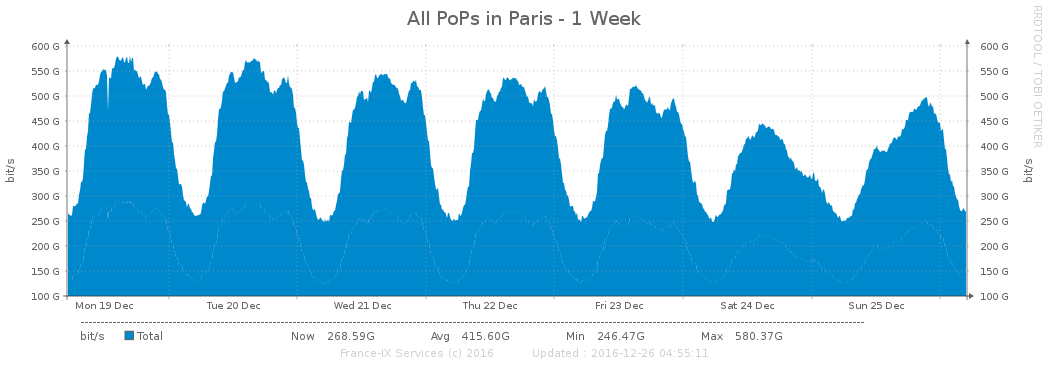 All PoPs in Paris - 1 Week
RRDTOOL / TOBI OETIKER
600 G 600 G
550 G 550 G
500 G 500 G
450 G 450 G
400 G 400 G
350 G 350 G
300 G 300 G
250 G 250 G
200 G 200 G
150 G 150 G
100 G 100 G
bit/s
bit/s
Mon 19 Dec Tue 20 Dec Wed 21 Dec Thu 22 Dec Fri 23 Dec Sat 24 Dec Sun 25 Dec
bit/s Total Now 268.59G Avg 415.60G Min 246.47G Max 580.37G
France-IX Services (c) 2016 Updated : 2016-12-26 04:55:11